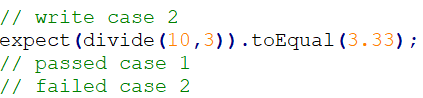 // write case 2
expect(divide(10,3)).toEqual(3.33);
// passed case 1
// failed case 2